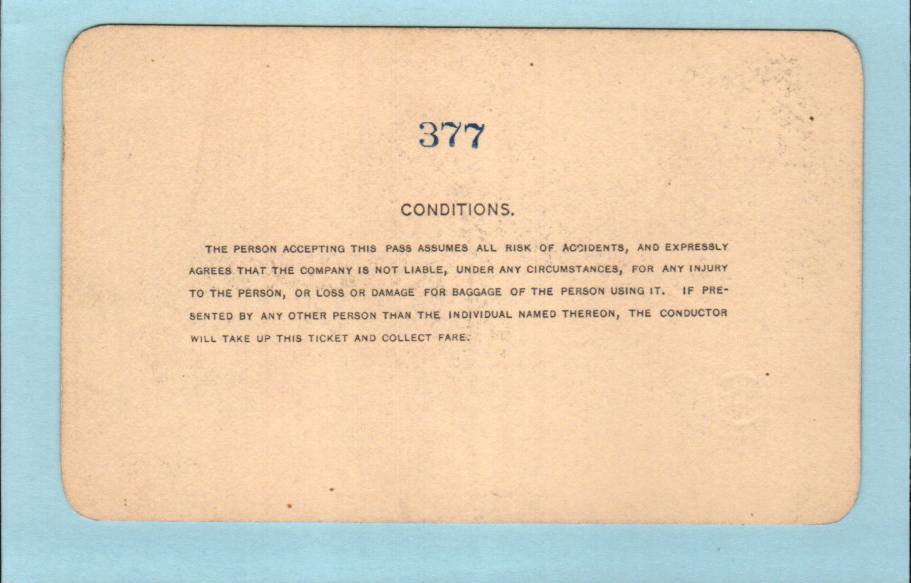 377
CONDITIONS.
THE PERSON ACCEPTING THIS PASS ASSUMES ALL RISK OF ACCIDENTS, AND EXPRESSLY
AGREES THAT THE COMPANY IS NOT LIABLE, UNDER ANY CIRCUMSTANCES, FOR ANY INJURY
TO THE PERSON, OR LOSS OR DAMAGE FOR BAGGAGE OF THE PERSON USING IT. IF PRE-
SENTED BY ANY OTHER PERSON THAN THE INDIVIDUAL NAMED THEREON, THE CONDUCTOR
WILL TAKE UP THIS TICKET AND COLLECT FARE.